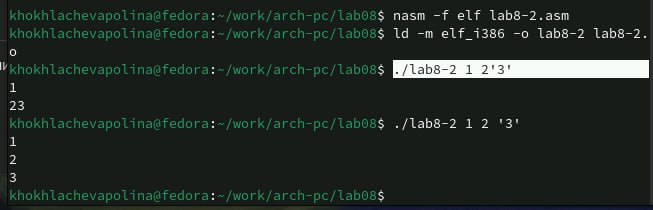 khokhlachevapolina@fedora:~/work/arch-pc/lab08$ nasm -f elf lab8-2.asm
khokhlachevapolina@fedora:~/work/arch-pc/lab08$ ld -m elf_i386 -o lab8-2 lab8-2.
o
khokhlachevapolina@fedora:~/work/arch-pc/lab08$ ./lab8-2 1 2'3'
1
23
khokhlachevapolina@fedora:~/work/arch-pc/lab08$ ./lab8-2 1 2 '3'
1
2
3
khokhlachevapolina@fedora:~/work/arch-pc/lab08$